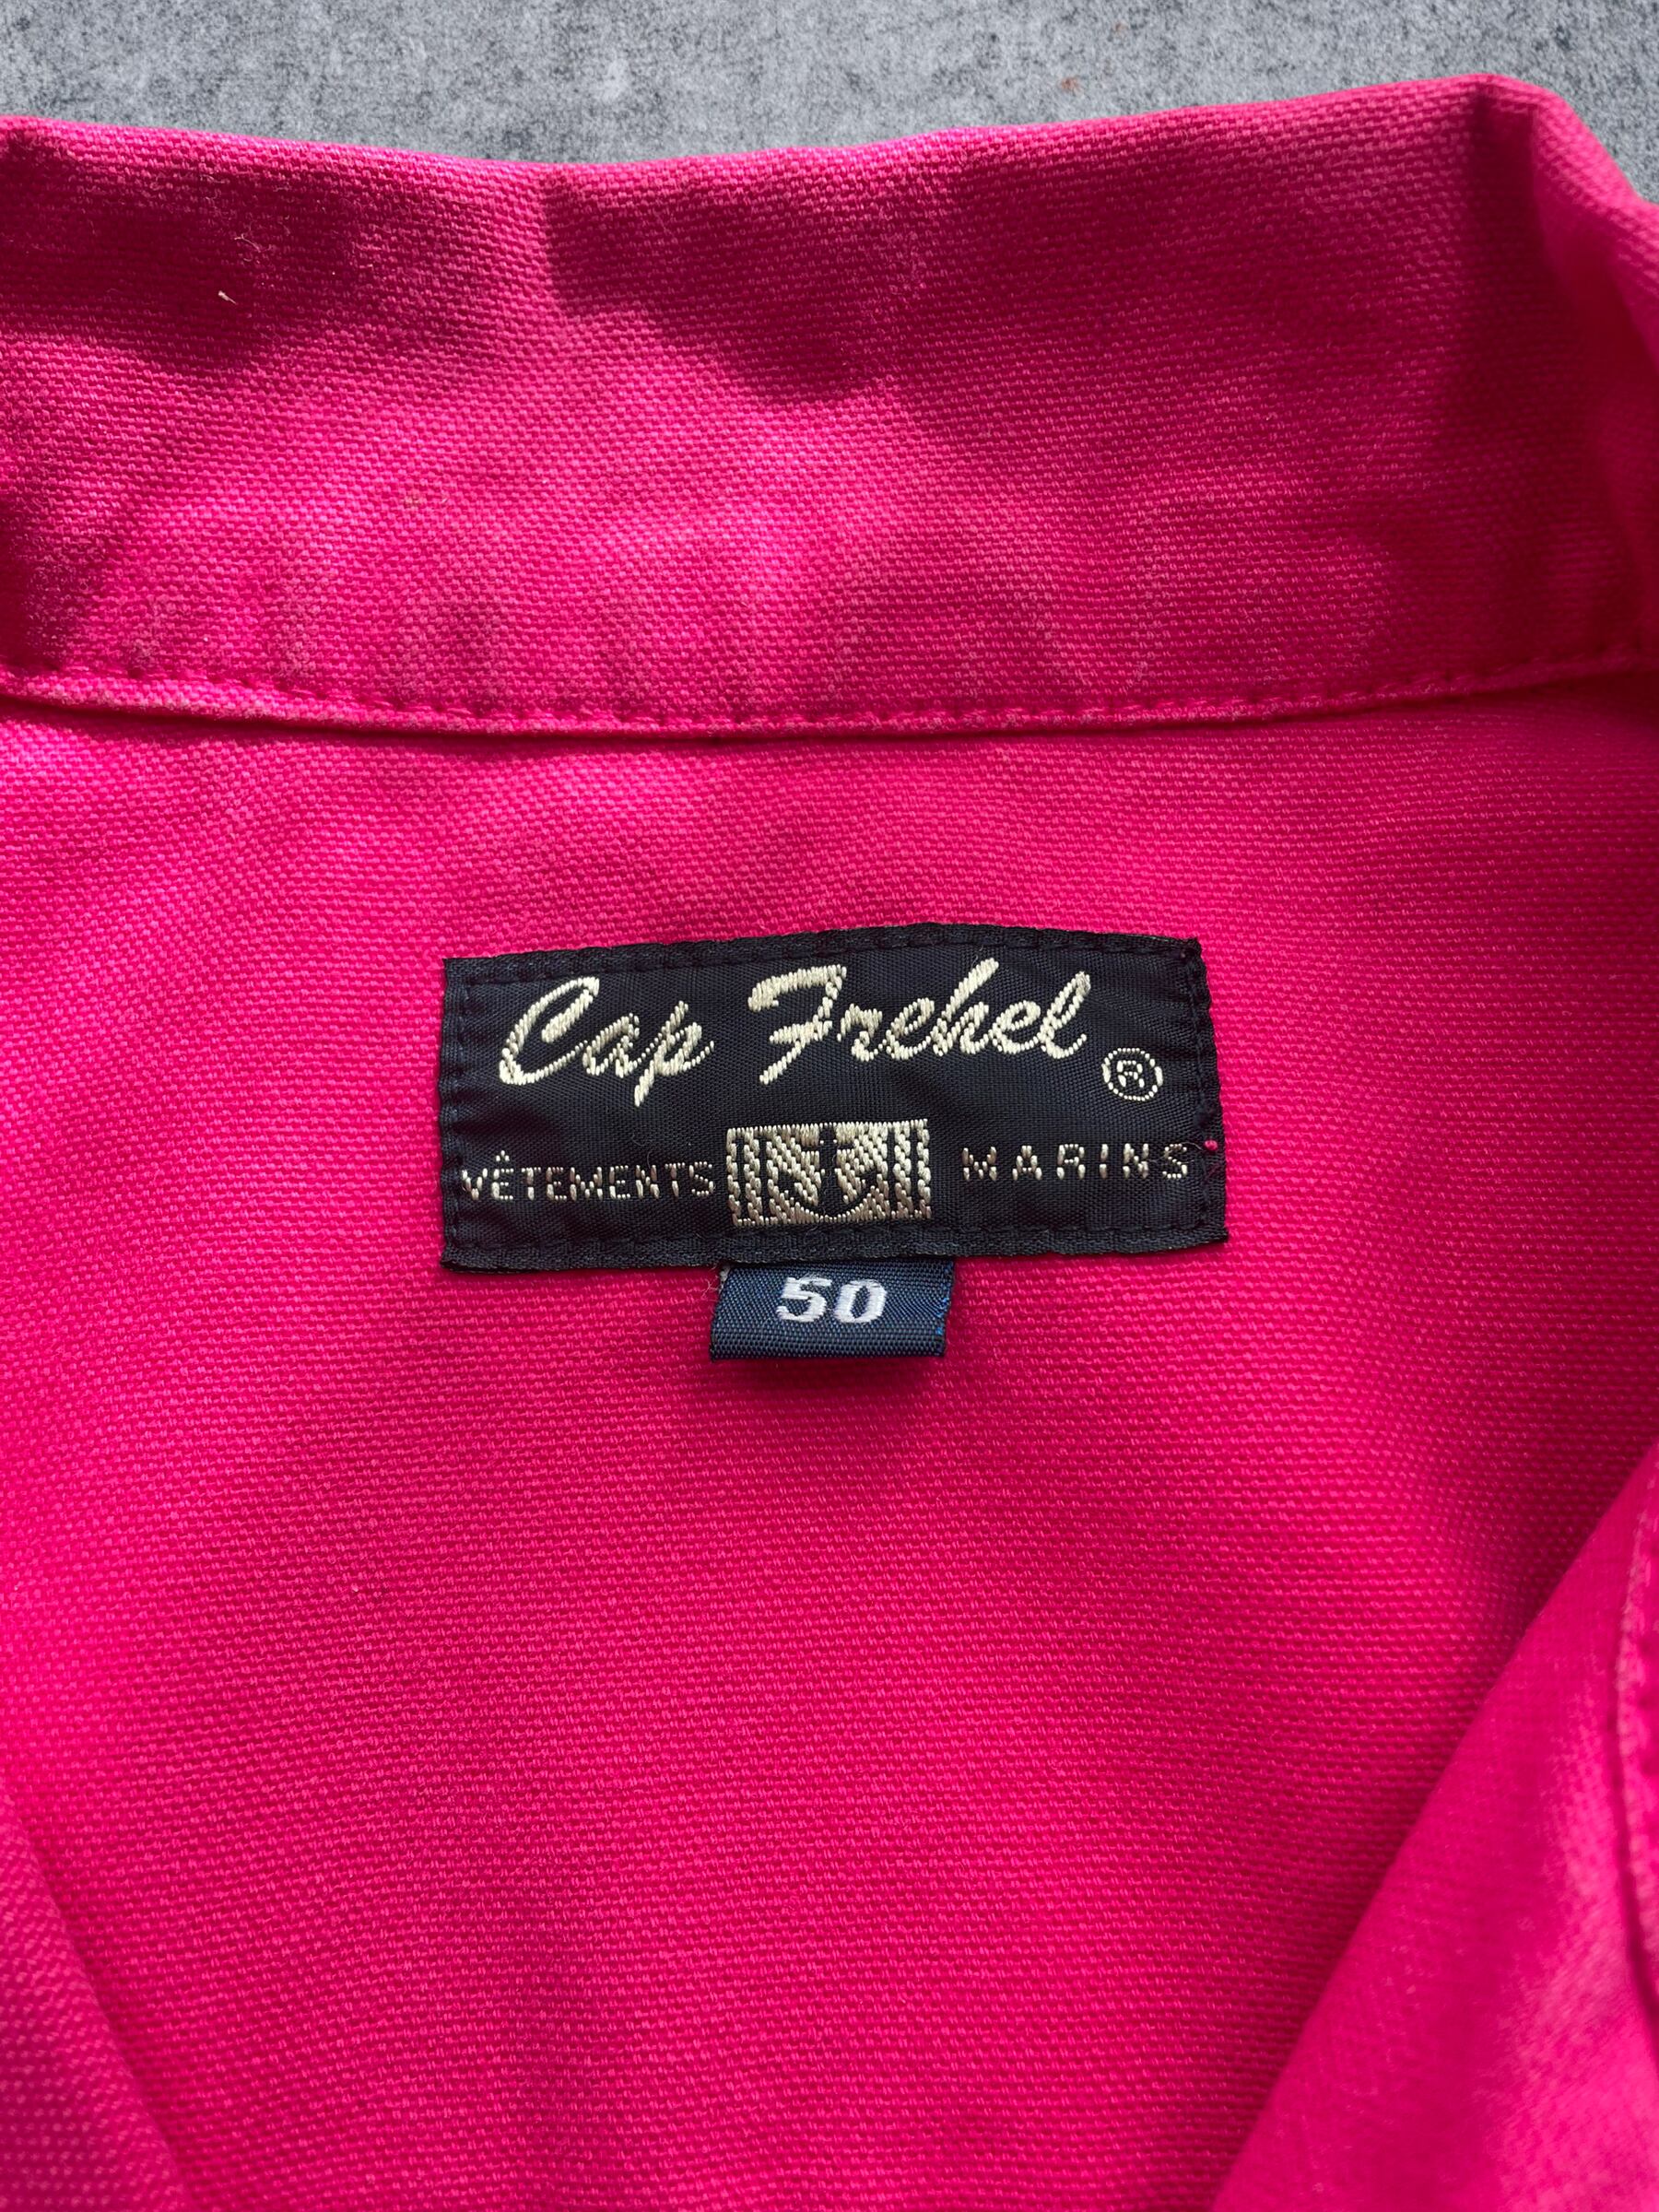 Cap Frehel ®
VÊTEMENTS MARINS
50